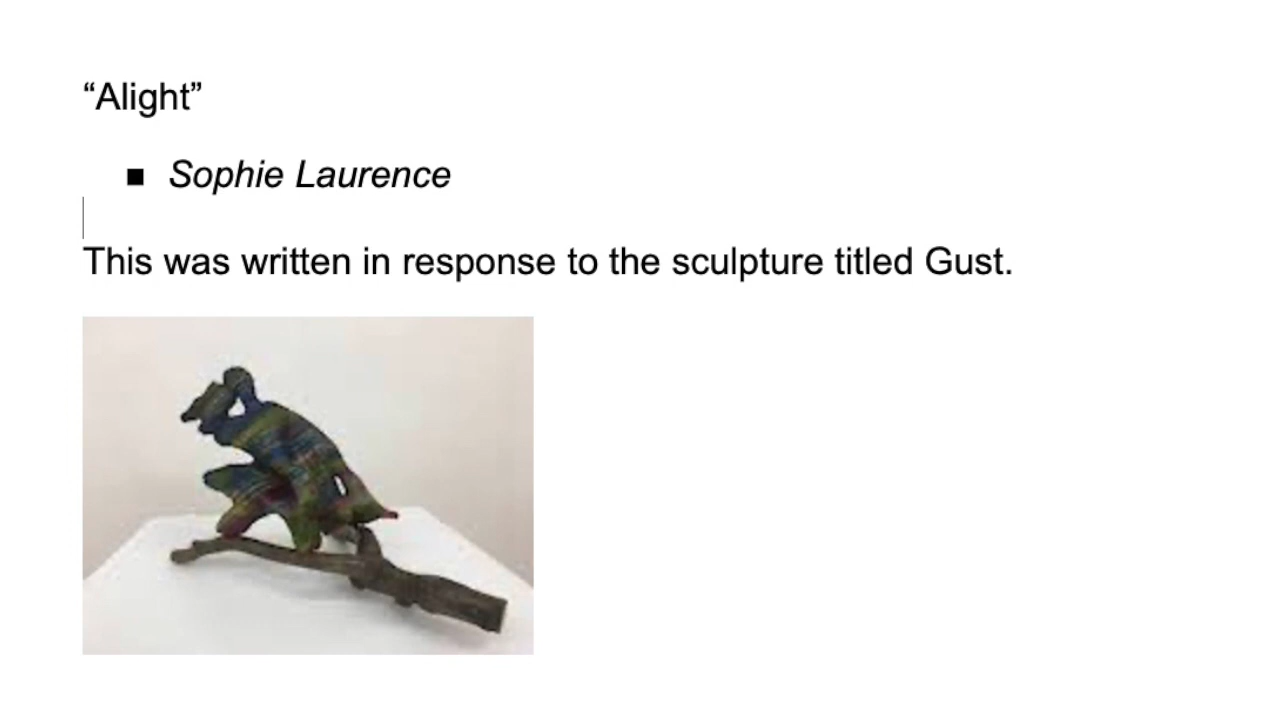 “Alight”
■ Sophie Laurence
This was written in response to the sculpture titled Gust.